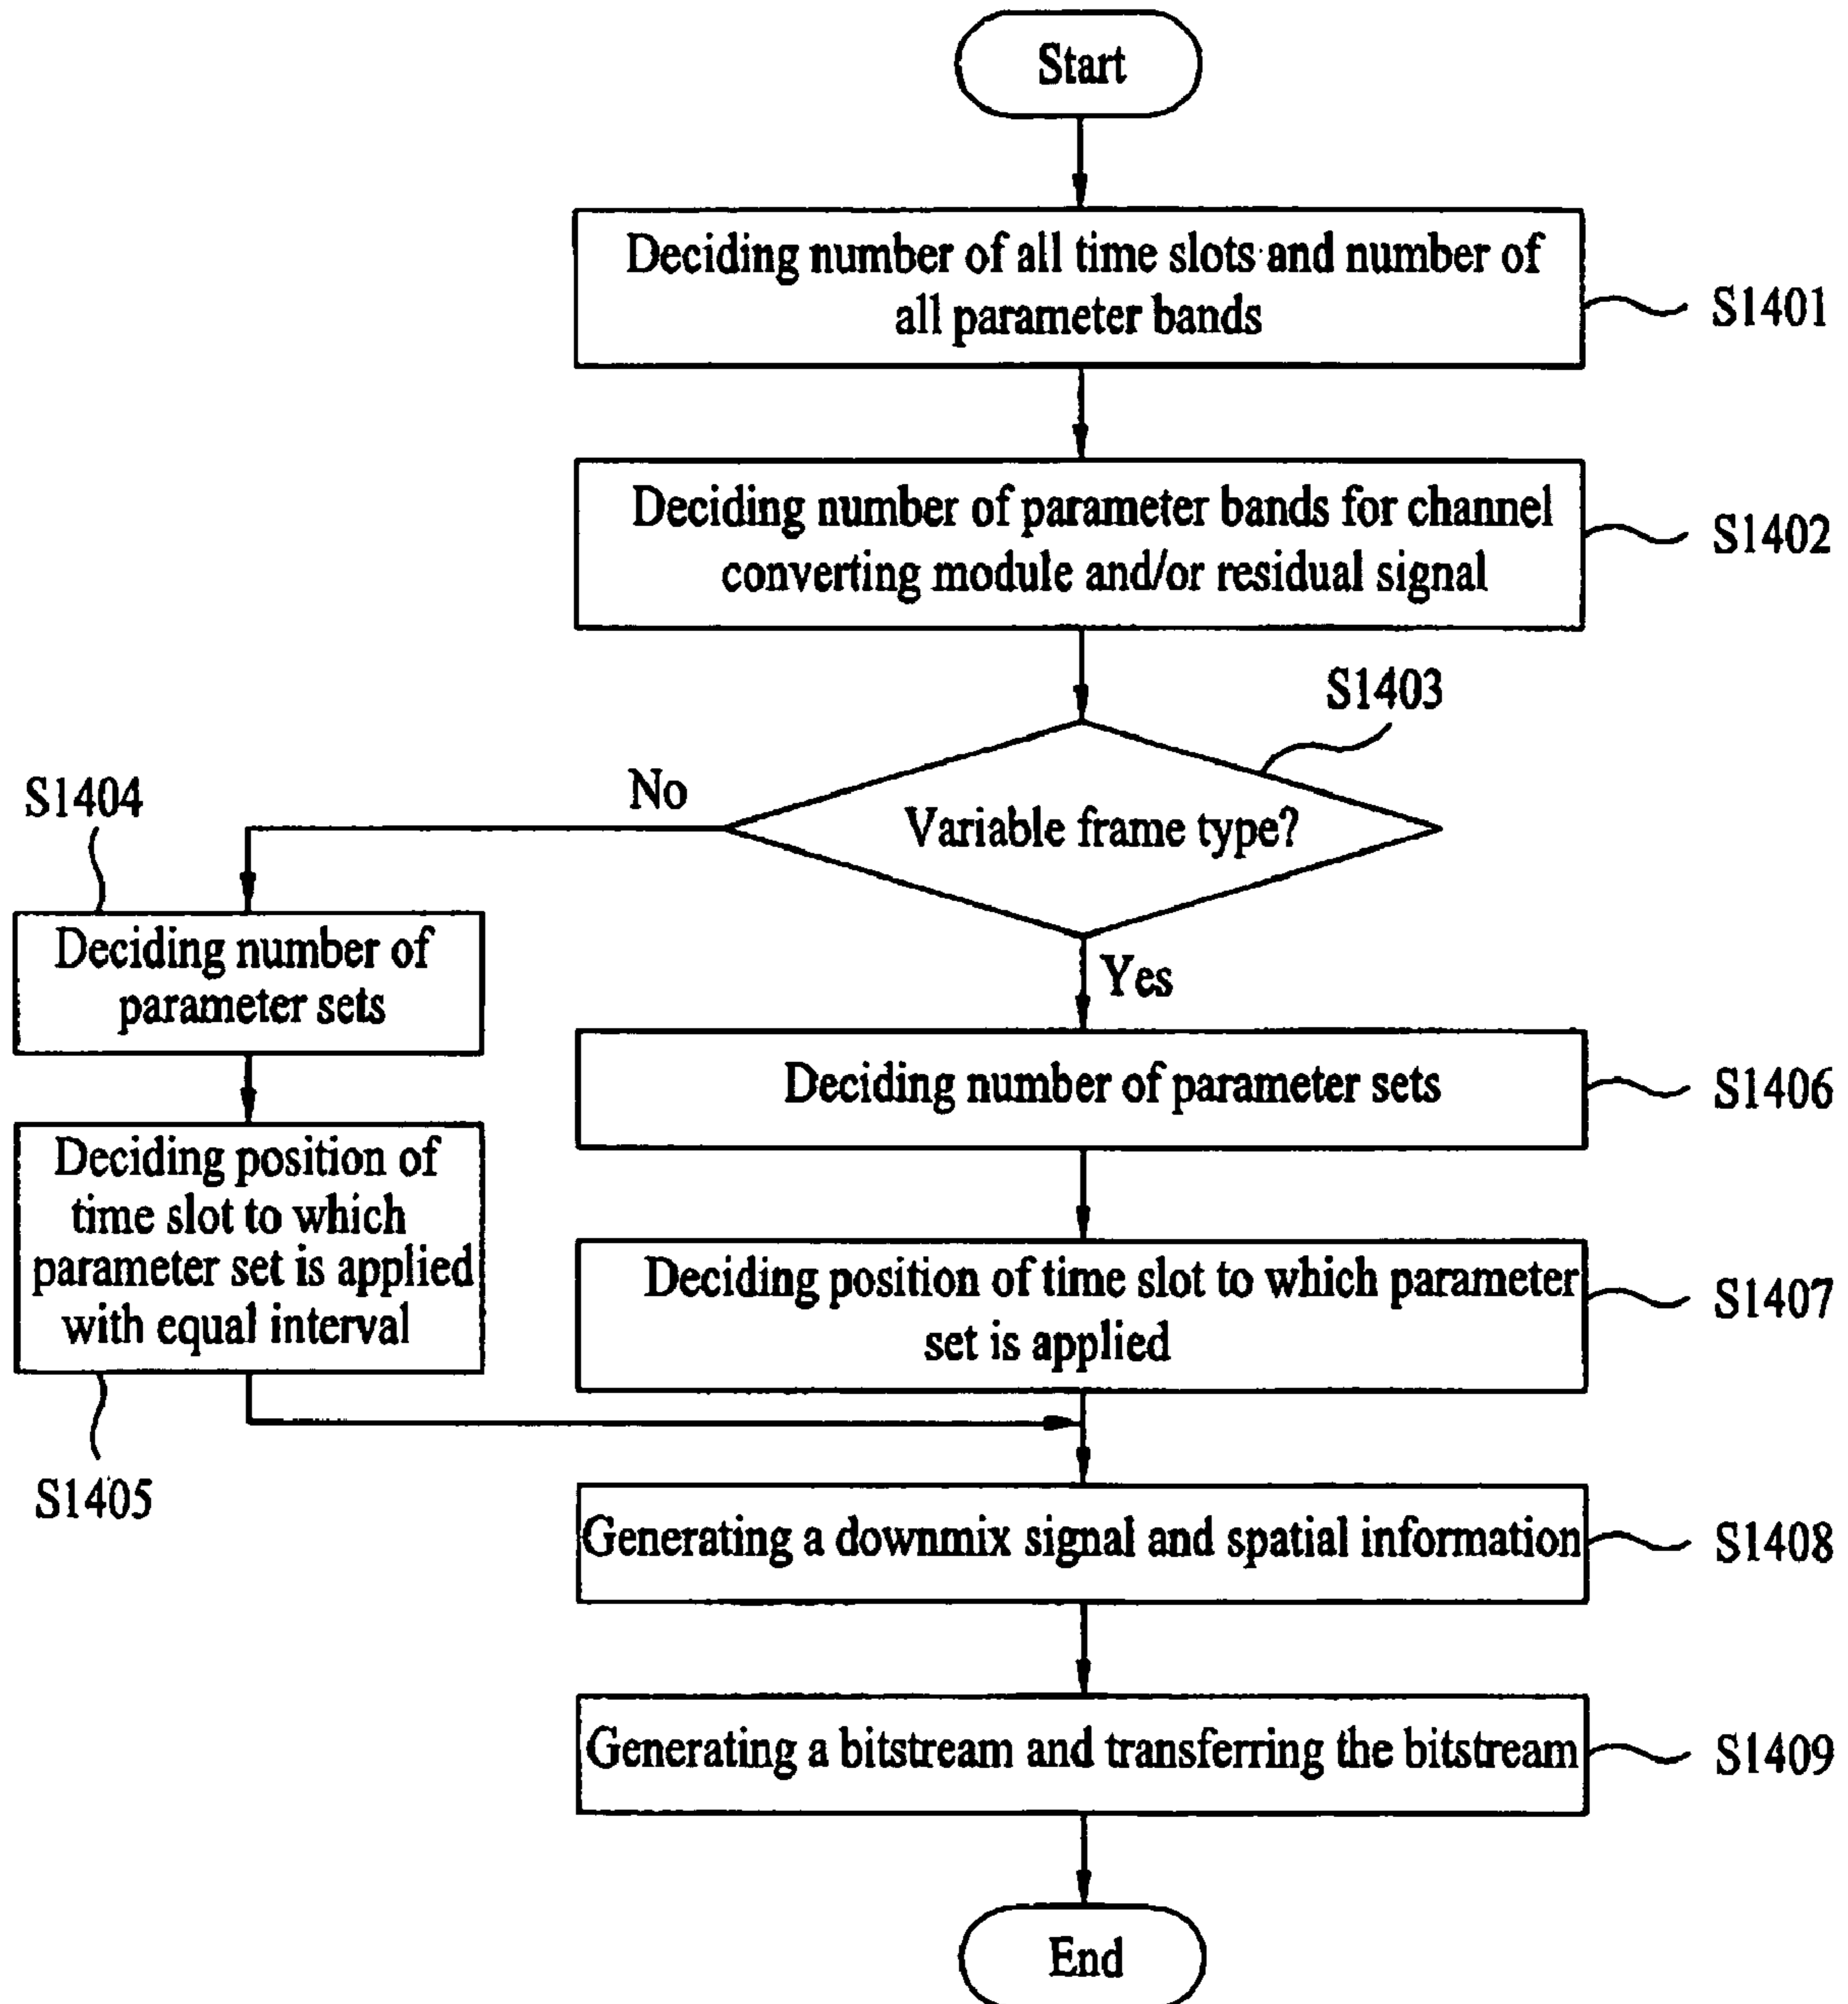 Start
Deciding number of all time slots and number of
all parameter bands
S1401
Deciding number of parameter bands for channel
converting module and/or residual signal
S1402
S1403
Variable frame type?
No
Yes
S1404
Deciding number of
parameter sets
Deciding position of
time slot to which
parameter set is applied
with equal interval
S1405
Deciding number of parameter sets
S1406
Deciding position of time slot to which parameter
set is applied
S1407
Generating a downmix signal and spatial information
S1408
Generating a bitstream and transferring the bitstream
S1409
End